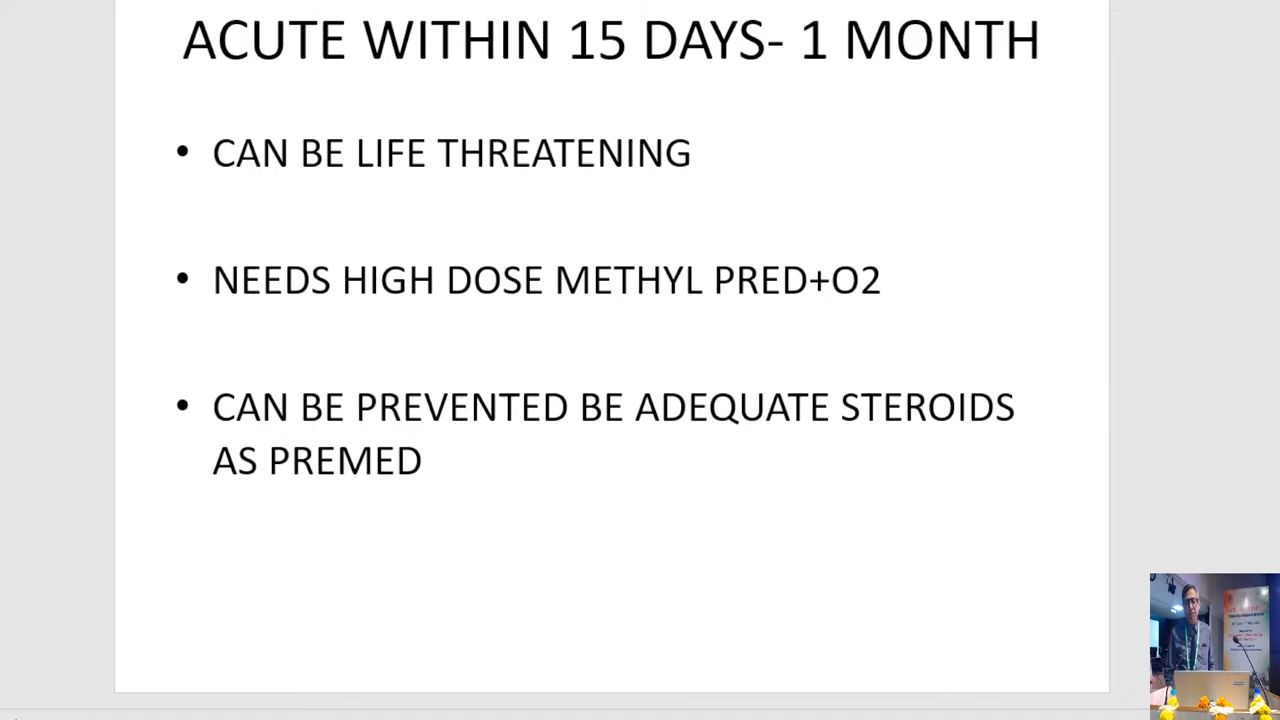 ACUTE WITHIN 15 DAYS- 1 MONTH
• CAN BE LIFE THREATENING
• NEEDS HIGH DOSE METHYL PRED+O2
• CAN BE PREVENTED BE ADEQUATE STEROIDS
AS PREMED